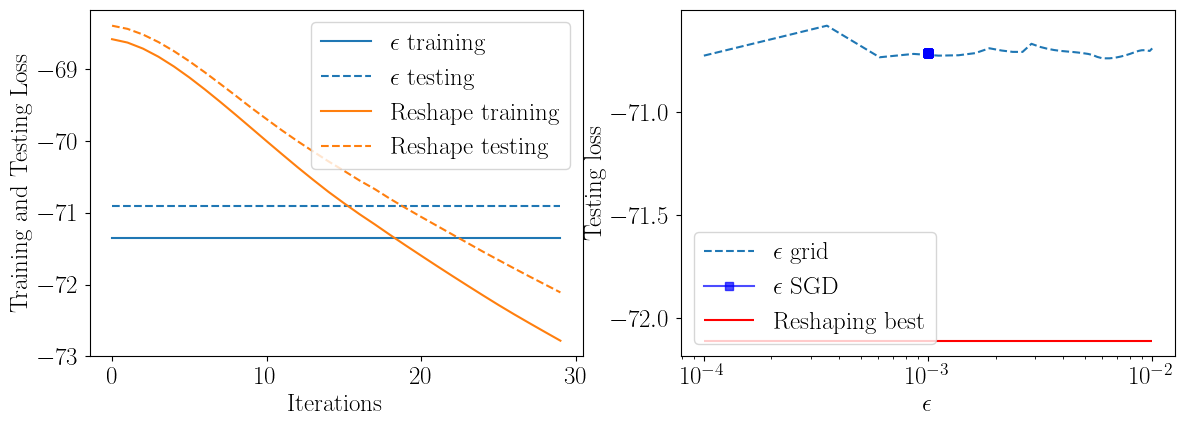 Training and Testing Loss
−69
−70
−71
−72
−73
0
10
20
30
Iterations
ϵ training
ϵ testing
Reshape training
Reshape testing
Testing loss
−71.0
−71.5
−72.0
10⁻⁴
10⁻³
10⁻²
ϵ
ϵ grid
ϵ SGD
Reshaping best